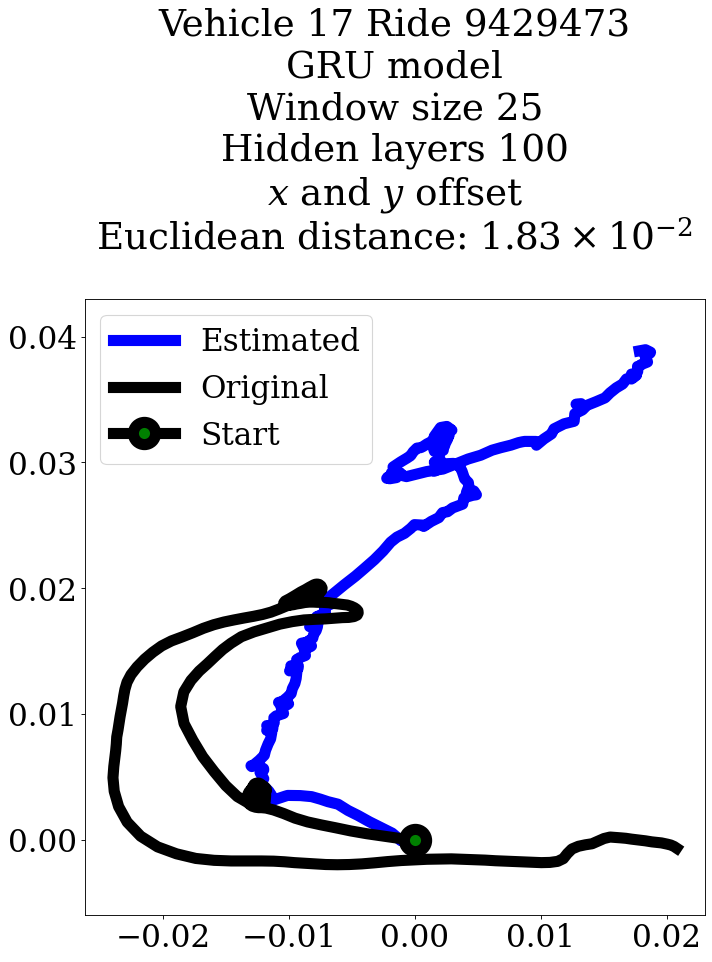 Vehicle 17 Ride 9429473
GRU model
Window size 25
Hidden layers 100
x and y offset
Euclidean distance: 1.83 × 10⁻²
Estimated
Original
Start
0.04
0.03
0.02
0.01
0.00
−0.02 −0.01 0.00 0.01 0.02